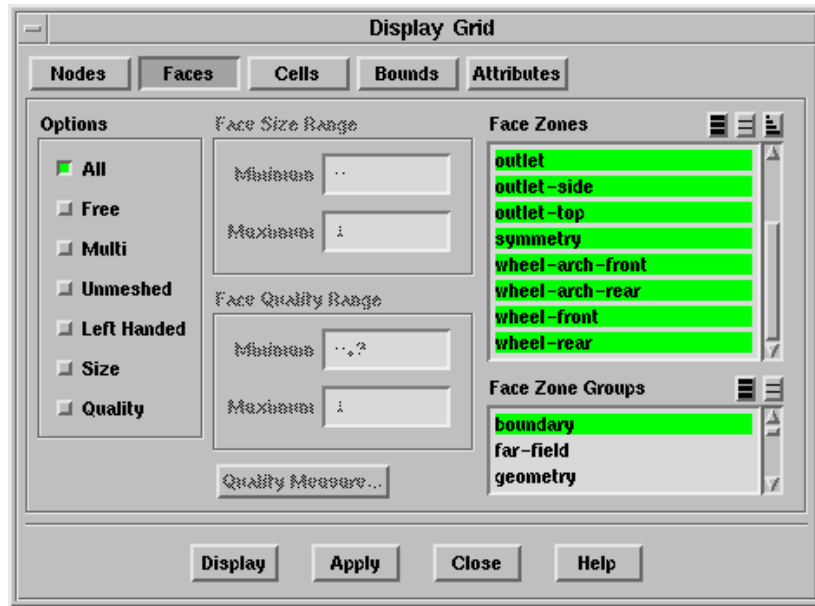 Display Grid
Nodes Faces Cells Bounds Attributes
Options
All
Free
Multi
Unmeshed
Left Handed
Size
Quality
Face Size Range
Minimum
Maximum
Face Quality Range
Minimum
Maximum
Quality Measure...
Face Zones
outlet
outlet-side
outlet-top
symmetry
wheel-arch-front
wheel-arch-rear
wheel-front
wheel-rear
Face Zone Groups
boundary
far-field
geometry
Display Apply Close Help